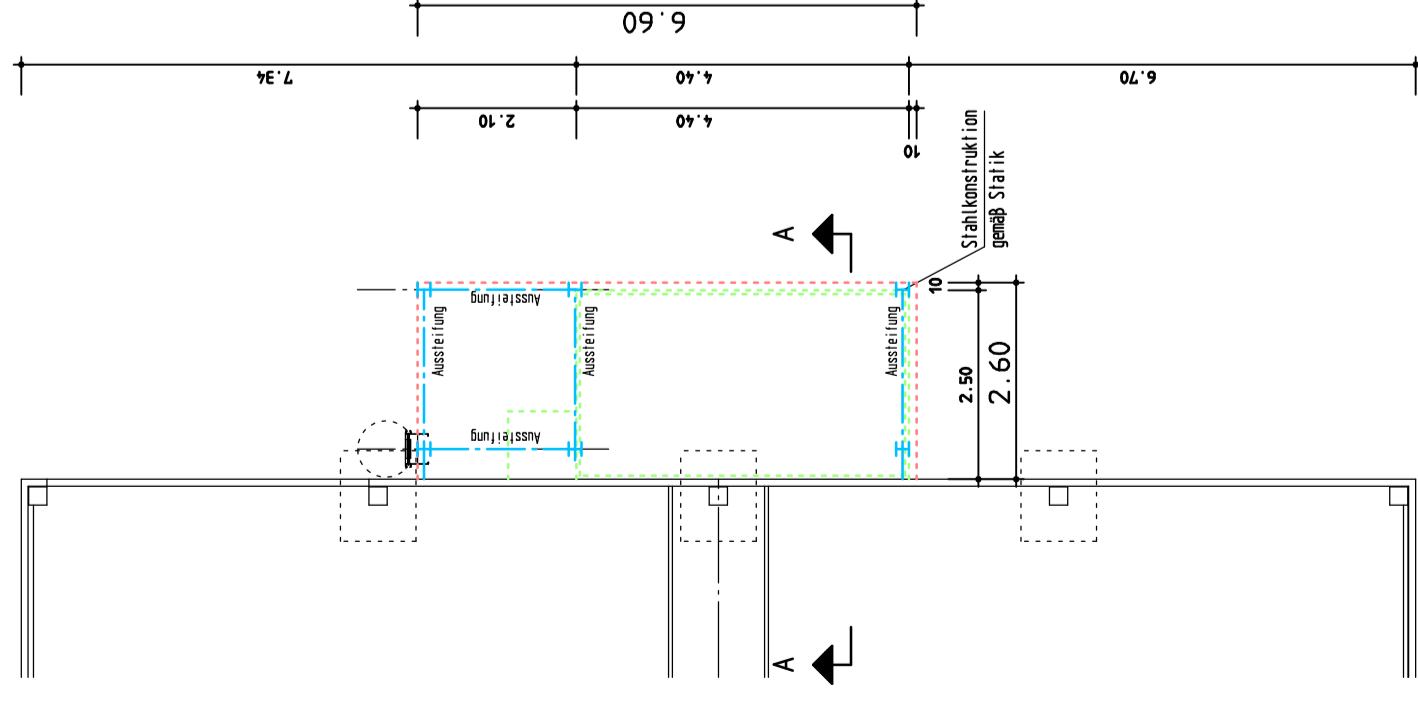 6.60
7.34
4.40
6.70
2.10
4.40
10
Stahlkonstruktion
gemäß Statik
A
10
Aussteifung
Aussteifung
Aussteifung
Aussteifung
Aussteifung
2.50
2.60
A